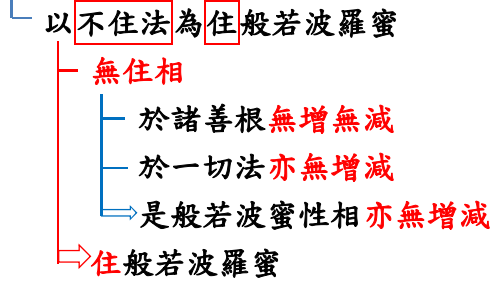 以不住法為住般若波羅蜜
無住相
於諸善根無增無減
於一切法亦無增減
是般若波蜜性相亦無增減
住般若波羅蜜